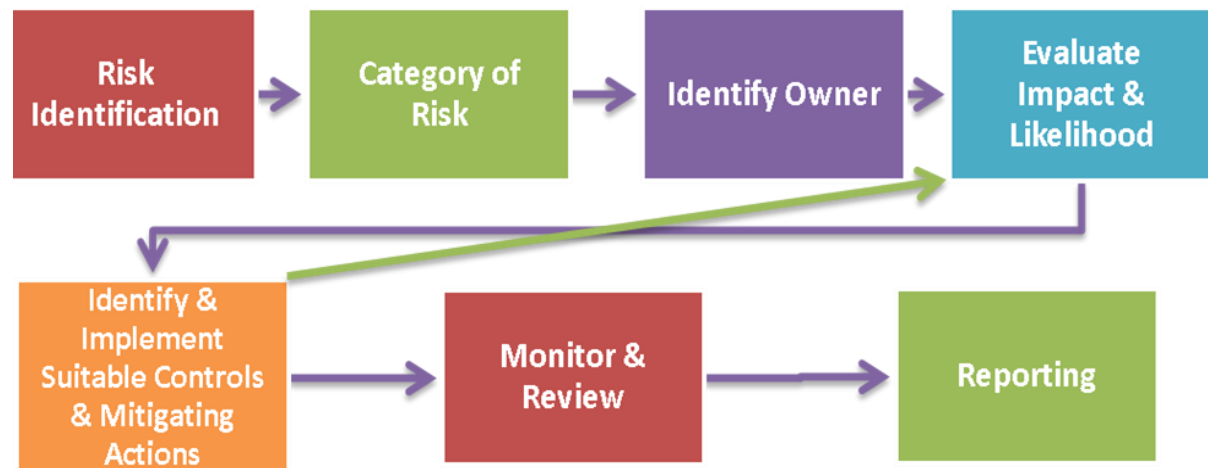 Risk
Identification
Category of
Risk
Identify Owner
Evaluate
Impact &
Likelihood
Identify &
Implement
Suitable Controls
& Mitigating
Actions
Monitor &
Review
Reporting